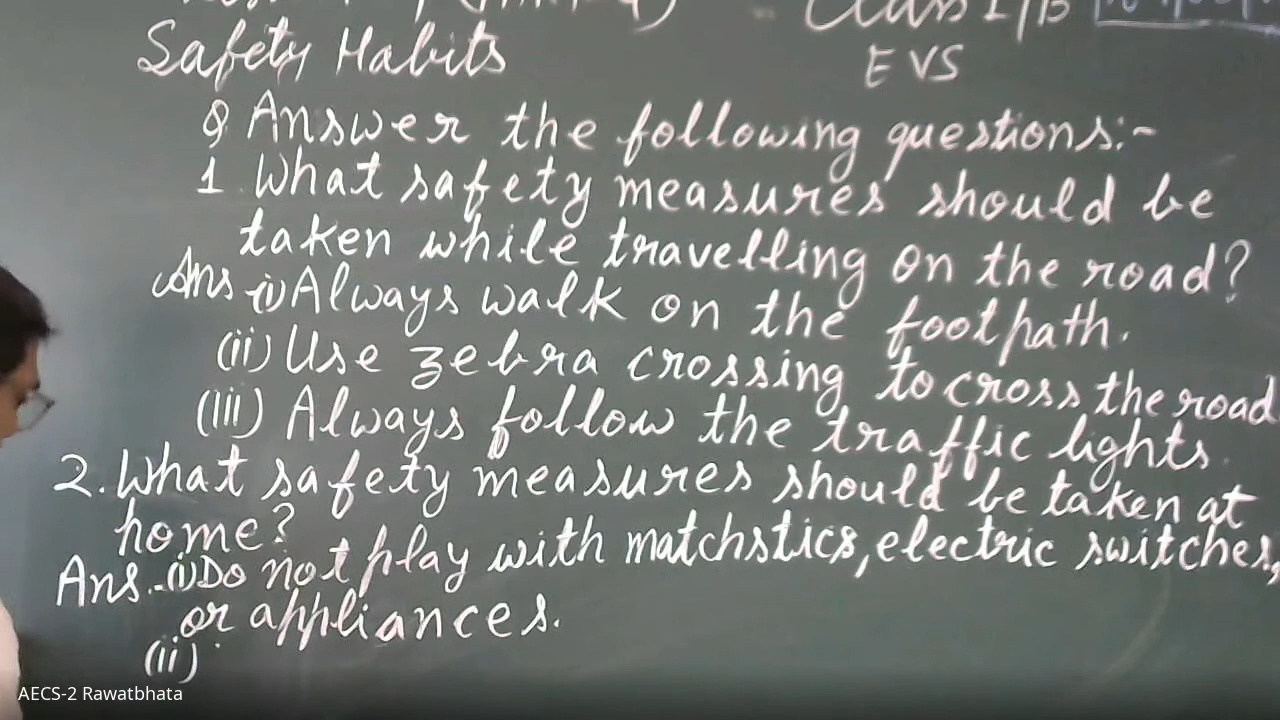 Class I/B
Safety Habits
EVS
Q Answer the following questions:-
1. What safety measures should be
taken while travelling on the road?
Ans (i) Always walk on the footpath.
(ii) Use zebra crossing to cross the road
(iii) Always follow the traffic lights.
2. What safety measures should be taken at
home?
Ans.-(i) Do not play with matchstics, electric switches,
or appliances.
(ii)
AECS-2 Rawatbhata